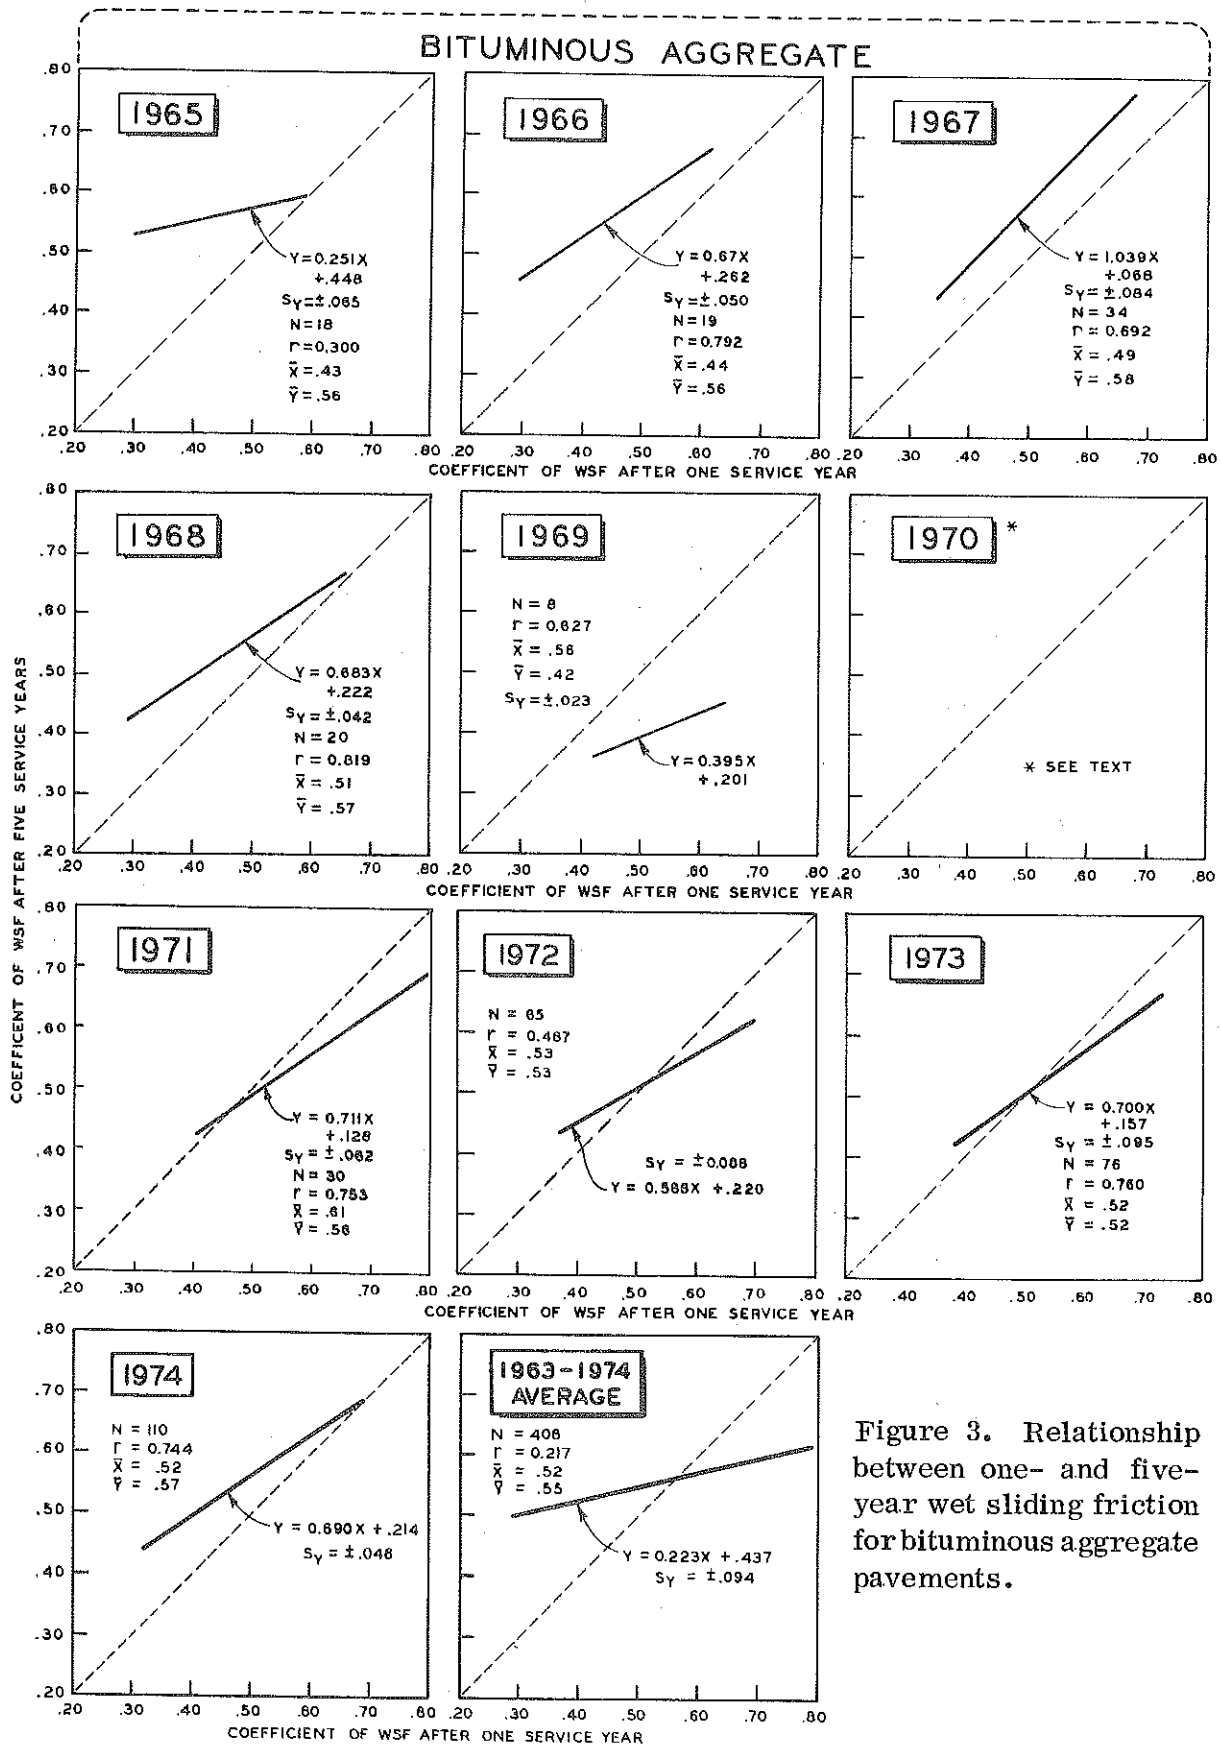 BITUMINOUS AGGREGATE
.80
.70
.60
.50
.40
.30
.20
1965
Y = 0.251X
+.448
SY = ±.065
N = 18
r = 0.300
X̄ = .43
Ȳ = .56
.20 .30 .40 .50 .60 .70 .80
1966
Y = 0.67X
+.262
SY = ±.050
N = 19
r = 0.792
X̄ = .44
Ȳ = .56
.20 .30 .40 .50 .60 .70 .80
1967
Y = 1.039X
+.068
SY = ±.084
N = 34
r = 0.692
X̄ = .49
Ȳ = .58
.20 .30 .40 .50 .60 .70 .80
COEFFICENT OF WSF AFTER ONE SERVICE YEAR
COEFFICENT OF WSF AFTER FIVE SERVICE YEARS
.80
.70
.60
.50
.40
.30
.20
1968
Y = 0.683X
+.222
SY = ±.042
N = 20
r = 0.819
X̄ = .51
Ȳ = .57
.20 .30 .40 .50 .60 .70 .80
1969
N = 8
r = 0.627
X̄ = .56
Ȳ = .42
SY = ±.023
Y = 0.395X
+.201
.20 .30 .40 .50 .60 .70 .80
1970 *
* SEE TEXT
.20 .30 .40 .50 .60 .70 .80
COEFFICENT OF WSF AFTER ONE SERVICE YEAR
.80
.70
.60
.50
.40
.30
.20
1971
Y = 0.711X
+.128
SY = ±.062
N = 30
r = 0.753
X̄ = .61
Ȳ = .56
.20 .30 .40 .50 .60 .70 .80
1972
N = 65
r = 0.467
X̄ = .53
Ȳ = .53
SY = ±0.088
Y = 0.588X +.220
.20 .30 .40 .50 .60 .70 .80
1973
Y = 0.700X
+.157
SY = ±.095
N = 76
r = 0.760
X̄ = .52
Ȳ = .52
.20 .30 .40 .50 .60 .70 .80
COEFFICENT OF WSF AFTER ONE SERVICE YEAR
.80
.70
.60
.50
.40
.30
.20
1974
N = 110
r = 0.744
X̄ = .52
Ȳ = .57
Y = 0.690X +.214
SY = ±.048
.20 .30 .40 .50 .60 .70 .80
1963-1974
AVERAGE
N = 408
r = 0.217
X̄ = .52
Ȳ = .55
Y = 0.223X +.437
SY = ±.094
.20 .30 .40 .50 .60 .70 .80
COEFFICENT OF WSF AFTER ONE SERVICE YEAR
Figure 3. Relationship
between one- and five-
year wet sliding friction
for bituminous aggregate
pavements.